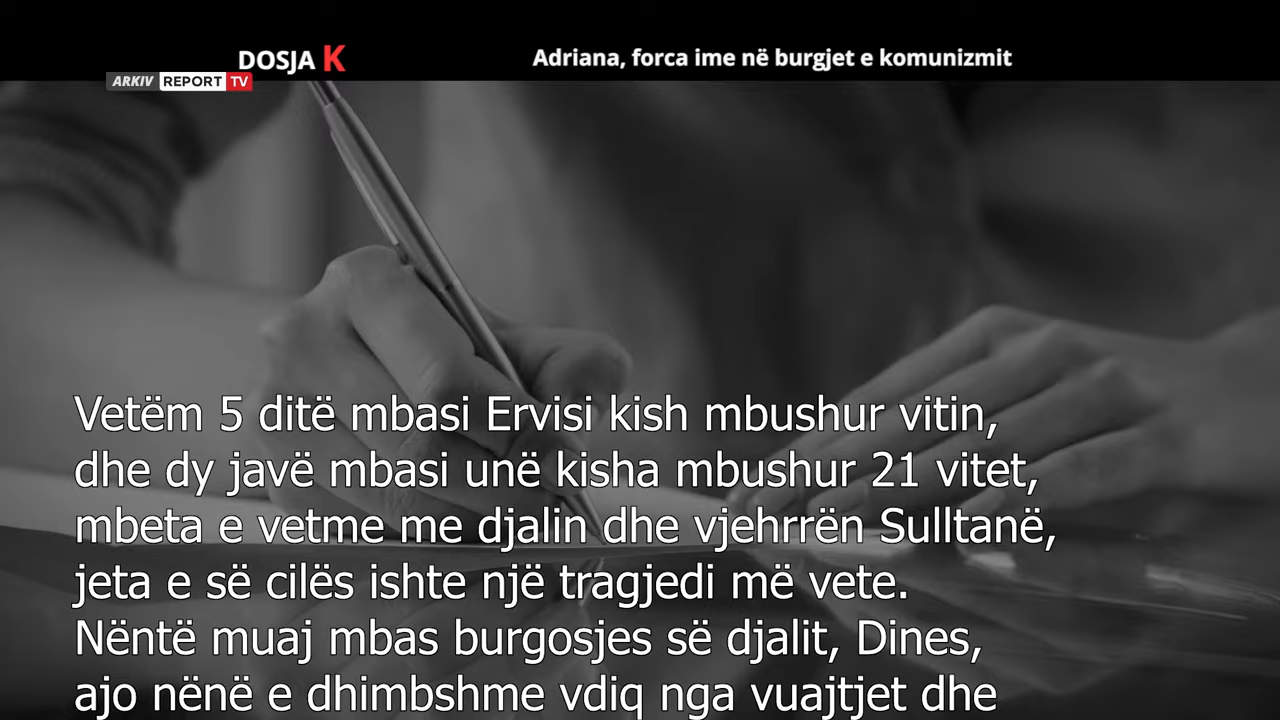 DOSJA K
Adriana, forca ime në burgjet e komunizmit
ARKIV REPORT TV
Vetëm 5 ditë mbasi Ervisi kish mbushur vitin,
dhe dy javë mbasi unë kisha mbushur 21 vitet,
mbeta e vetme me djalin dhe vjehrrën Sulltanë,
jeta e së cilës ishte një tragjedi më vete.
Nëntë muaj mbas burgosjes së djalit, Dines,
ajo nënë e dhimbshme vdiq nga vuajtjet dhe